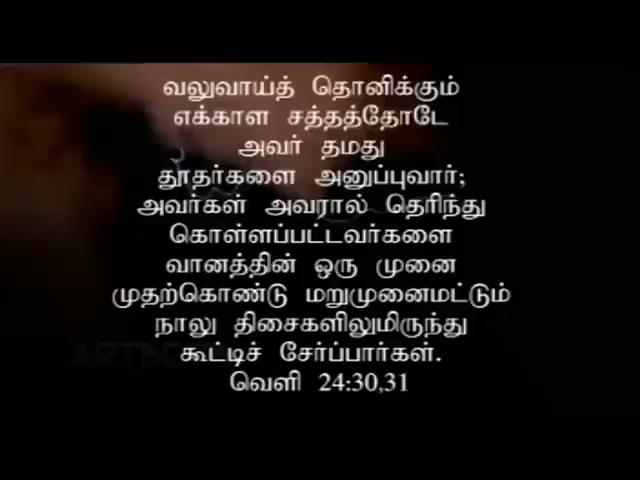 வலுவாய்த் தொனிக்கும்
எக்கால சத்தத்தோடே
அவர் தமது
தூதர்களை அனுப்புவார்;
அவர்கள் அவரால் தெரிந்து
கொள்ளப்பட்டவர்களை
வானத்தின் ஒரு முனை
முதற்கொண்டு மறுமுனைமட்டும்
நாலு திசைகளிலுமிருந்து
கூட்டிச் சேர்ப்பார்கள்.
வெளி 24:30,31